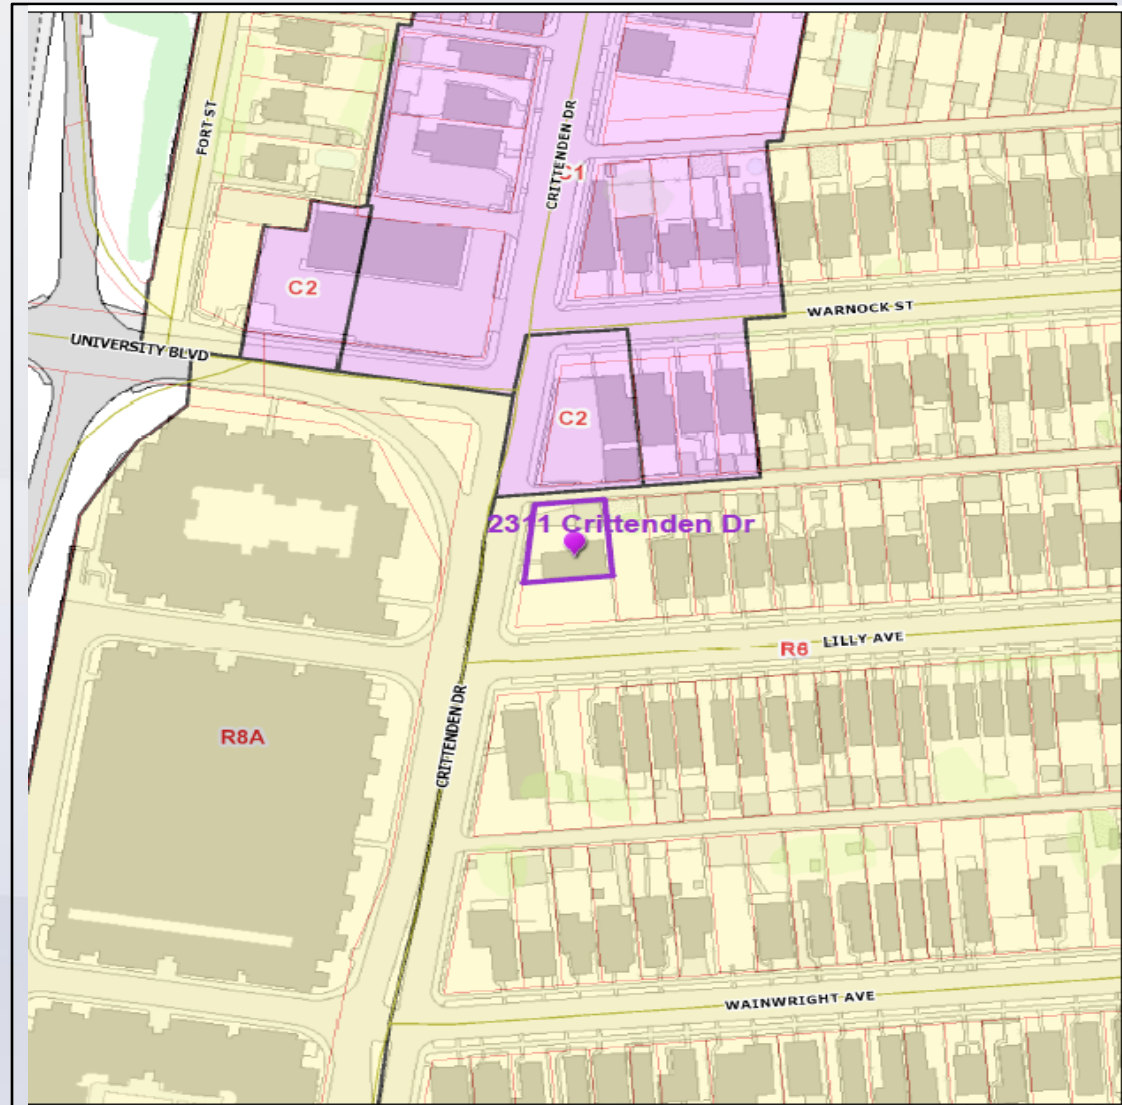 FORT ST
CRITTENDEN DR
C1
C2
WARNOCK ST
UNIVERSITY BLVD
C2
2311 Crittenden Dr
LILLY AVE
R6
CRITTENDEN DR
R8A
WAINWRIGHT AVE